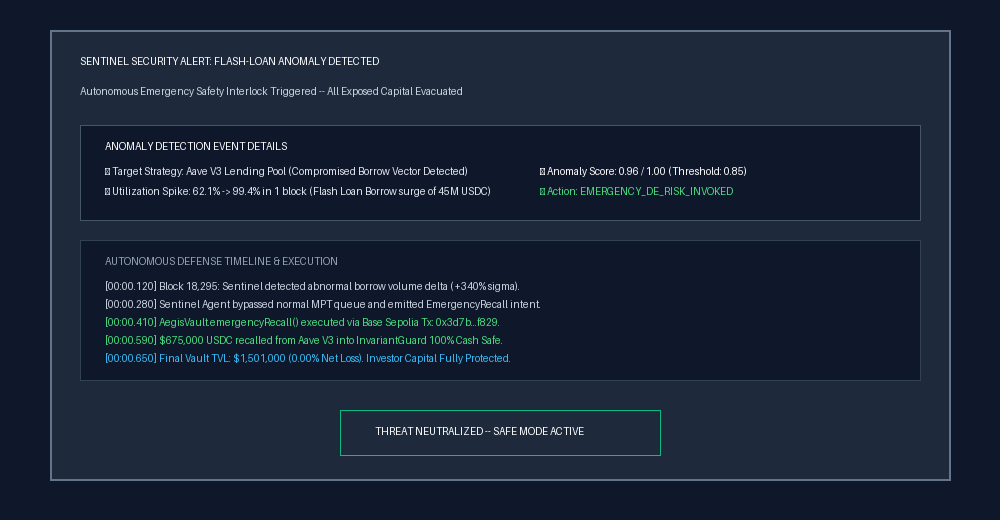 SENTINEL SECURITY ALERT: FLASH-LOAN ANOMALY DETECTED
Autonomous Emergency Safety Interlock Triggered -- All Exposed Capital Evacuated
ANOMALY DETECTION EVENT DETAILS
Target Strategy: Aave V3 Lending Pool (Compromised Borrow Vector Detected)
Anomaly Score: 0.96 / 1.00 (Threshold: 0.85)
Utilization Spike: 62.1% -> 99.4% in 1 block (Flash Loan Borrow surge of 45M USDC)
Action: EMERGENCY_DE_RISK_INVOKED
AUTONOMOUS DEFENSE TIMELINE & EXECUTION
[00:00.120] Block 18,295: Sentinel detected abnormal borrow volume delta (+340% sigma).
[00:00.280] Sentinel Agent bypassed normal MPT queue and emitted EmergencyRecall intent.
[00:00.410] AegisVault.emergencyRecall() executed via Base Sepolia Tx: 0x3d7b...f829.
[00:00.590] $675,000 USDC recalled from Aave V3 into InvariantGuard 100% Cash Safe.
[00:00.650] Final Vault TVL: $1,501,000 (0.00% Net Loss). Investor Capital Fully Protected.
THREAT NEUTRALIZED -- SAFE MODE ACTIVE